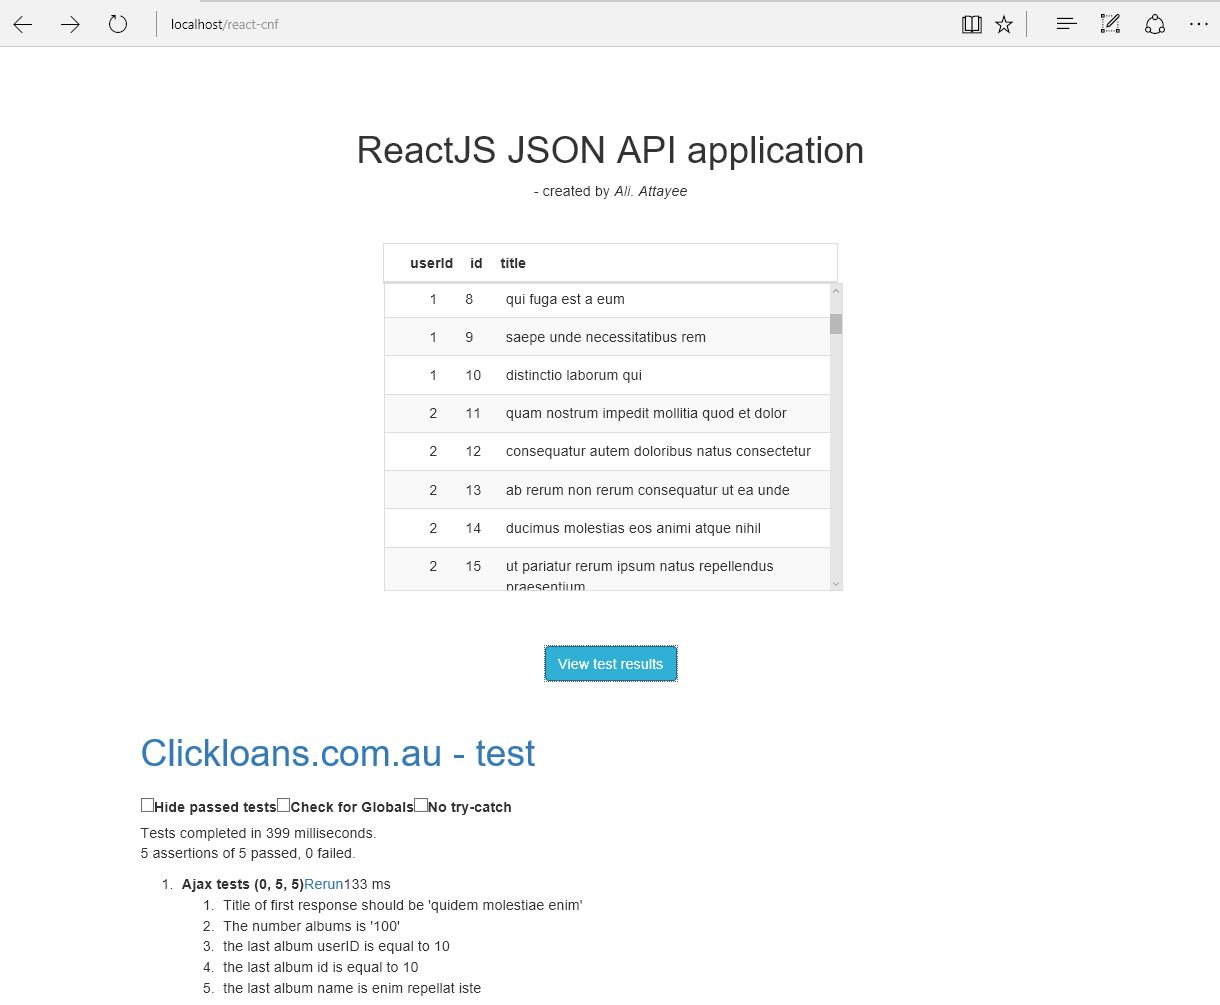 localhost/react-cnf
ReactJS JSON API application
- created by Ali. Attayee
userId id title
1 8 qui fuga est a eum
1 9 saepe unde necessitatibus rem
1 10 distinctio laborum qui
2 11 quam nostrum impedit mollitia quod et dolor
2 12 consequatur autem doloribus natus consectetur
2 13 ab rerum non rerum consequatur ut ea unde
2 14 ducimus molestias eos animi atque nihil
2 15 ut pariatur rerum ipsum natus repellendus
praesentium
View test results
Clickloans.com.au - test
Hide passed tests Check for Globals No try-catch
Tests completed in 399 milliseconds.
5 assertions of 5 passed, 0 failed.
1. Ajax tests (0, 5, 5)Rerun133 ms
1. Title of first response should be 'quidem molestiae enim'
2. The number albums is '100'
3. the last album userID is equal to 10
4. the last album id is equal to 10
5. the last album name is enim repellat iste